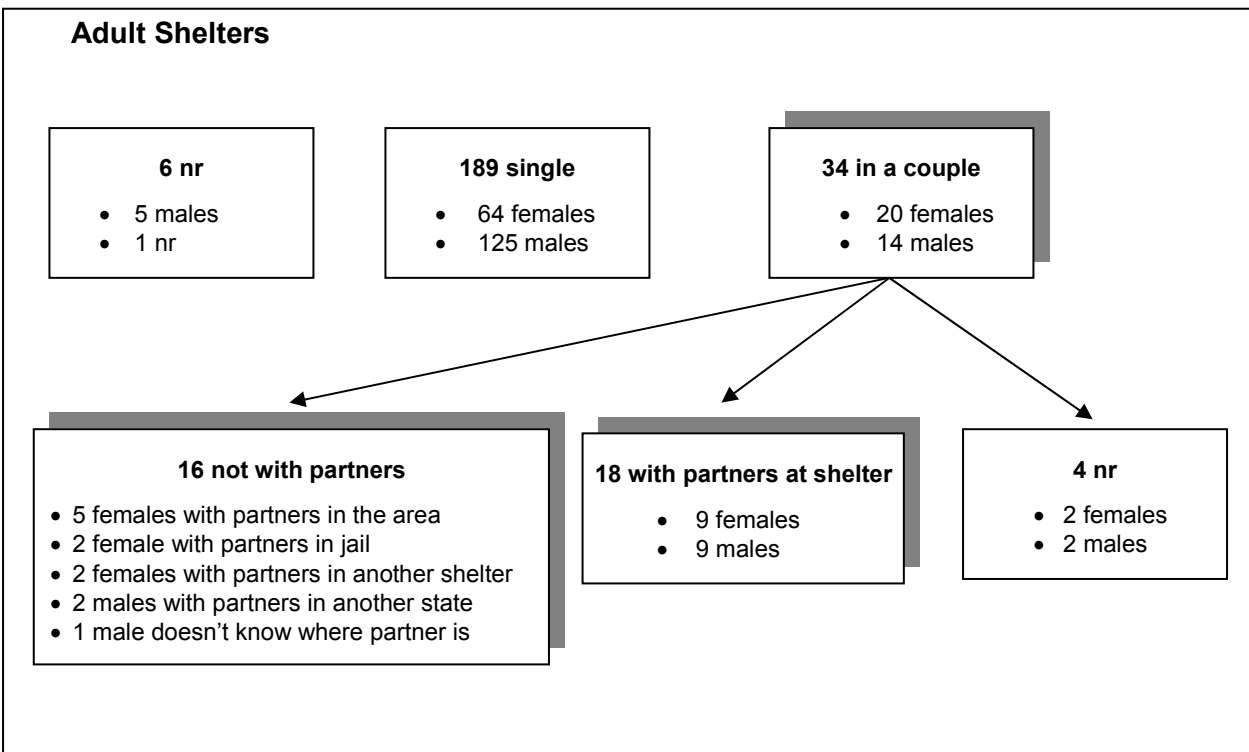 Adult Shelters
6 nr
• 5 males
• 1 nr
189 single
• 64 females
• 125 males
34 in a couple
• 20 females
• 14 males
16 not with partners
• 5 females with partners in the area
• 2 female with partners in jail
• 2 females with partners in another shelter
• 2 males with partners in another state
• 1 male doesn’t know where partner is
18 with partners at shelter
• 9 females
• 9 males
4 nr
• 2 females
• 2 males